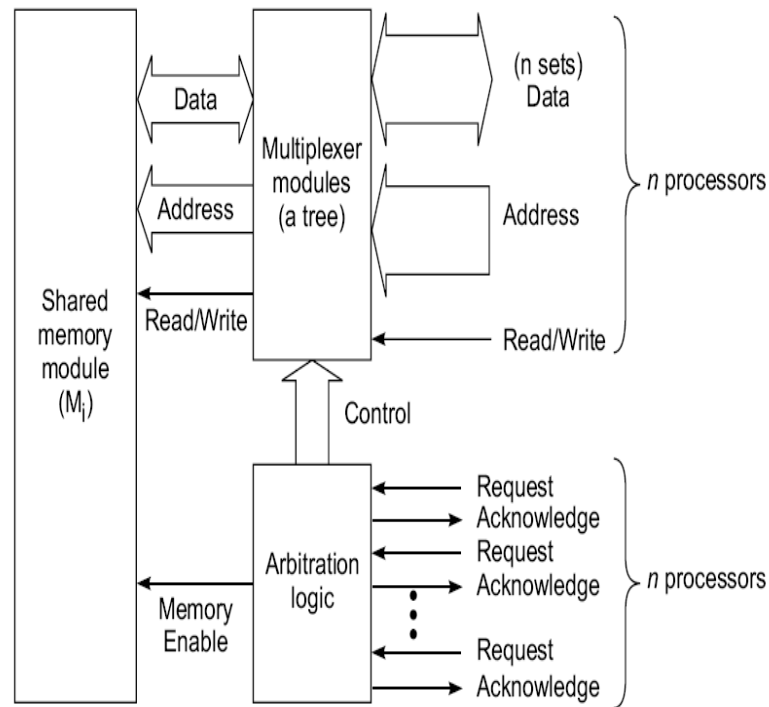 Shared
memory
module
(Mi)
Data
Address
Read/Write
Multiplexer
modules
(a tree)
(n sets)
Data
Address
Read/Write
n processors
Control
Memory
Enable
Arbitration
logic
Request
Acknowledge
Request
Acknowledge
Request
Acknowledge
n processors